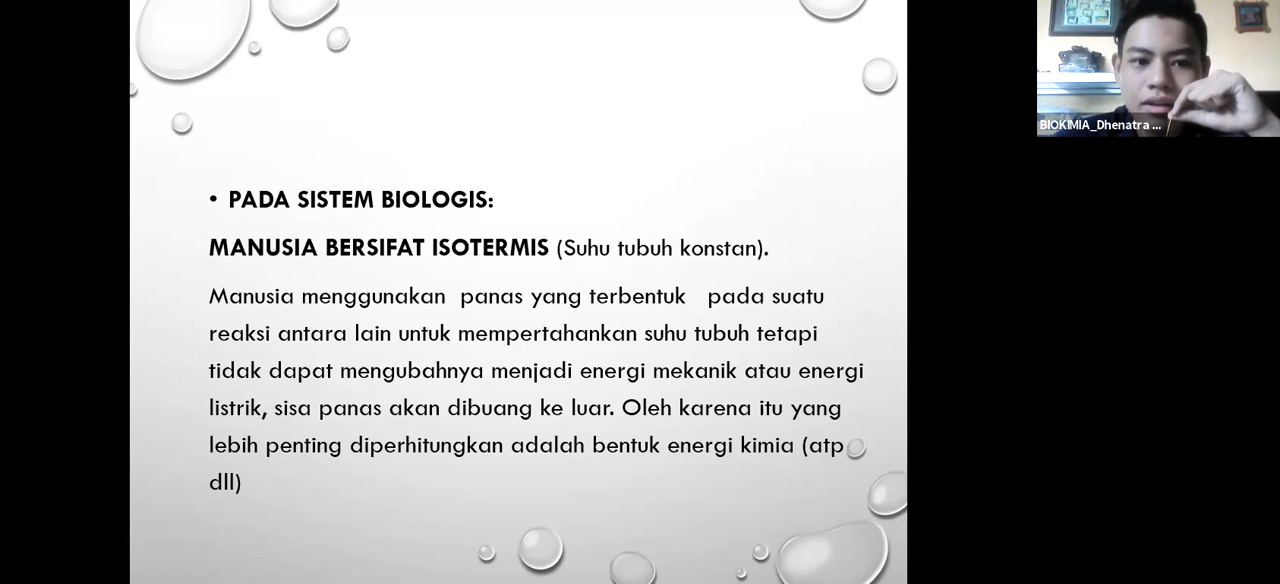 • PADA SISTEM BIOLOGIS:
MANUSIA BERSIFAT ISOTERMIS (Suhu tubuh konstan).
Manusia menggunakan panas yang terbentuk pada suatu
reaksi antara lain untuk mempertahankan suhu tubuh tetapi
tidak dapat mengubahnya menjadi energi mekanik atau energi
listrik, sisa panas akan dibuang ke luar. Oleh karena itu yang
lebih penting diperhitungkan adalah bentuk energi kimia (atp
dll)
BIOKIMIA_Dhenatra ...